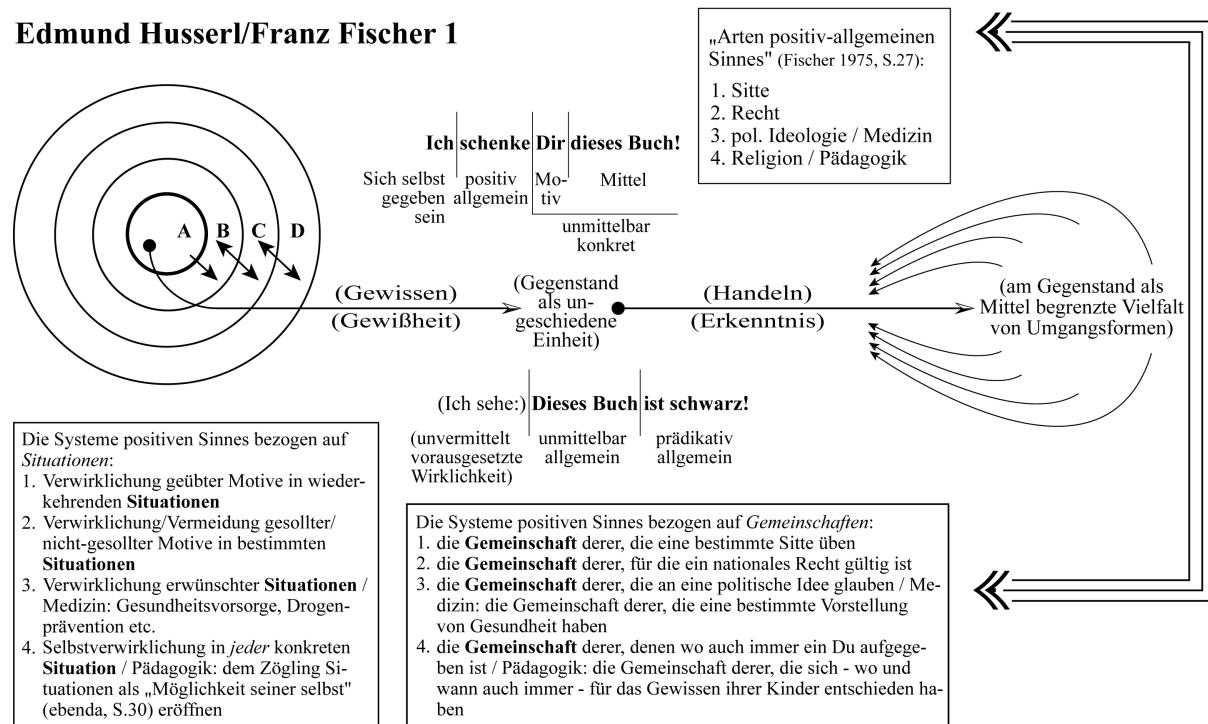 Edmund Husserl/Franz Fischer 1
„Arten positiv-allgemeinen
Sinnes" (Fischer 1975, S.27):
1. Sitte
2. Recht
3. pol. Ideologie / Medizin
4. Religion / Pädagogik
Ich schenke Dir dieses Buch!
Sich selbst
gegeben
sein
positiv
allgemein
Mo-
tiv
Mittel
unmittelbar
konkret
A B C D
(Gewissen)
(Gewißheit)
(Gegenstand
als un-
geschiedene
Einheit)
(Handeln)
(Erkenntnis)
(am Gegenstand als
Mittel begrenzte Vielfalt
von Umgangsformen)
(Ich sehe:) Dieses Buch ist schwarz!
(unvermittelt
vorausgesetzte
Wirklichkeit)
unmittelbar
allgemein
prädikativ
allgemein
Die Systeme positiven Sinnes bezogen auf
Situationen:
1. Verwirklichung geübter Motive in wieder-
kehrenden Situationen
2. Verwirklichung/Vermeidung gesollter/
nicht-gesollter Motive in bestimmten
Situationen
3. Verwirklichung erwünschter Situationen /
Medizin: Gesundheitsvorsorge, Drogen-
prävention etc.
4. Selbstverwirklichung in jeder konkreten
Situation / Pädagogik: dem Zögling Si-
tuationen als „Möglichkeit seiner selbst"
(ebenda, S.30) eröffnen
Die Systeme positiven Sinnes bezogen auf Gemeinschaften:
1. die Gemeinschaft derer, die eine bestimmte Sitte üben
2. die Gemeinschaft derer, für die ein nationales Recht gültig ist
3. die Gemeinschaft derer, die an eine politische Idee glauben / Me-
dizin: die Gemeinschaft derer, die eine bestimmte Vorstellung
von Gesundheit haben
4. die Gemeinschaft derer, denen wo auch immer ein Du aufgege-
ben ist / Pädagogik: die Gemeinschaft derer, die sich - wo und
wann auch immer - für das Gewissen ihrer Kinder entschieden ha-
ben